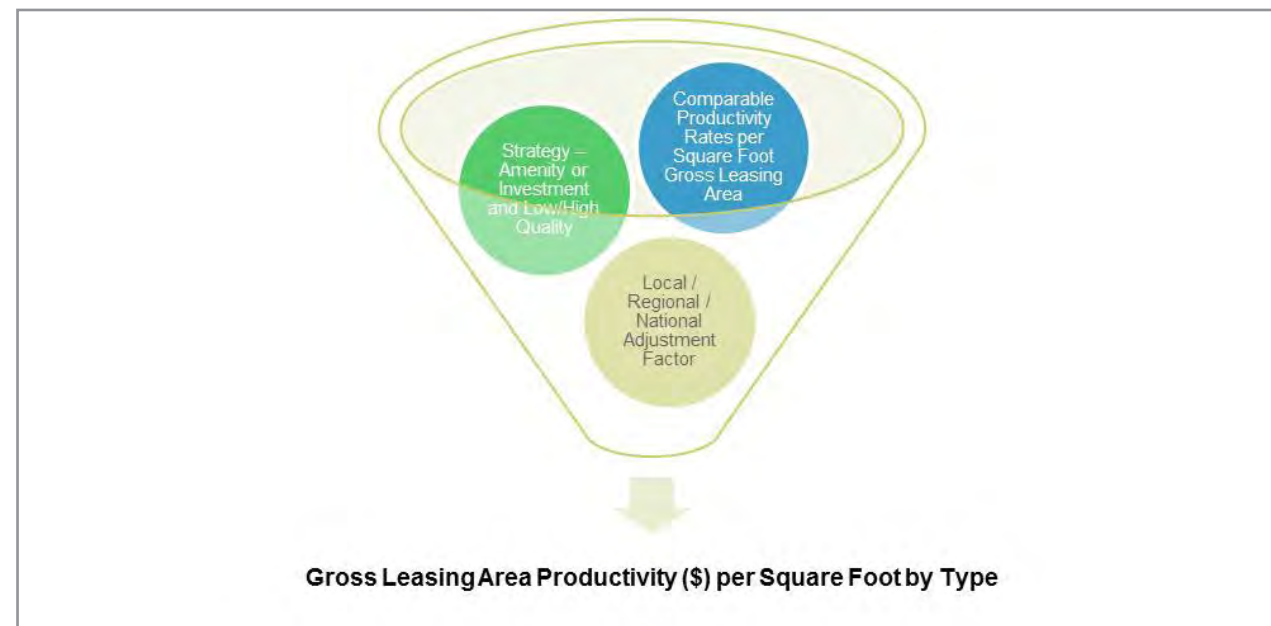 Comparable
Productivity
Rates per
Square Foot
Gross Leasing
Area
Strategy –
Amenity or
Investment
and Low/High
Quality
Local /
Regional /
National
Adjustment
Factor
Gross Leasing Area Productivity ($) per Square Foot by Type